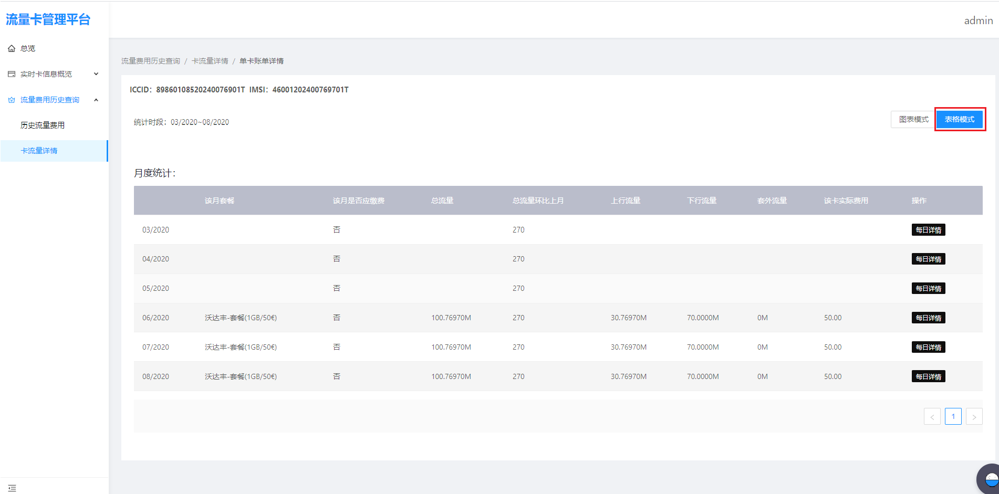 流量卡管理平台
admin
总览
实时卡信息概览
流量费用历史查询
历史流量费用
卡流量详情
流量费用历史查询 / 卡流量详情 / 单卡账单详情
ICCID：89860108520240076901T IMSI：46001202400769701T
统计时段：03/2020~08/2020
图表模式 表格模式
月度统计：
该月套餐 该月是否应缴费 总流量 总流量环比上月 上行流量 下行流量 套外流量 该卡实际费用 操作
03/2020 否 270 每日详情
04/2020 否 270 每日详情
05/2020 否 270 每日详情
06/2020 沃达丰-套餐(1GB/50€) 否 100.76970M 270 30.76970M 70.0000M 0M 50.00 每日详情
07/2020 沃达丰-套餐(1GB/50€) 否 100.76970M 270 30.76970M 70.0000M 0M 50.00 每日详情
08/2020 沃达丰-套餐(1GB/50€) 否 100.76970M 270 30.76970M 70.0000M 0M 50.00 每日详情
< 1 >